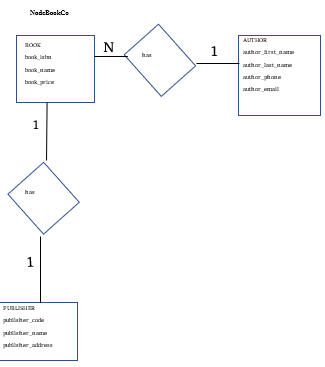 NodeBookCo
BOOK
book_isbn
book_name
book_price
N
has
1
AUTHOR
author_first_name
author_last_name
author_phone
author_email
1
has
1
PUBLISHER
publisher_code
publisher_name
publisher_address